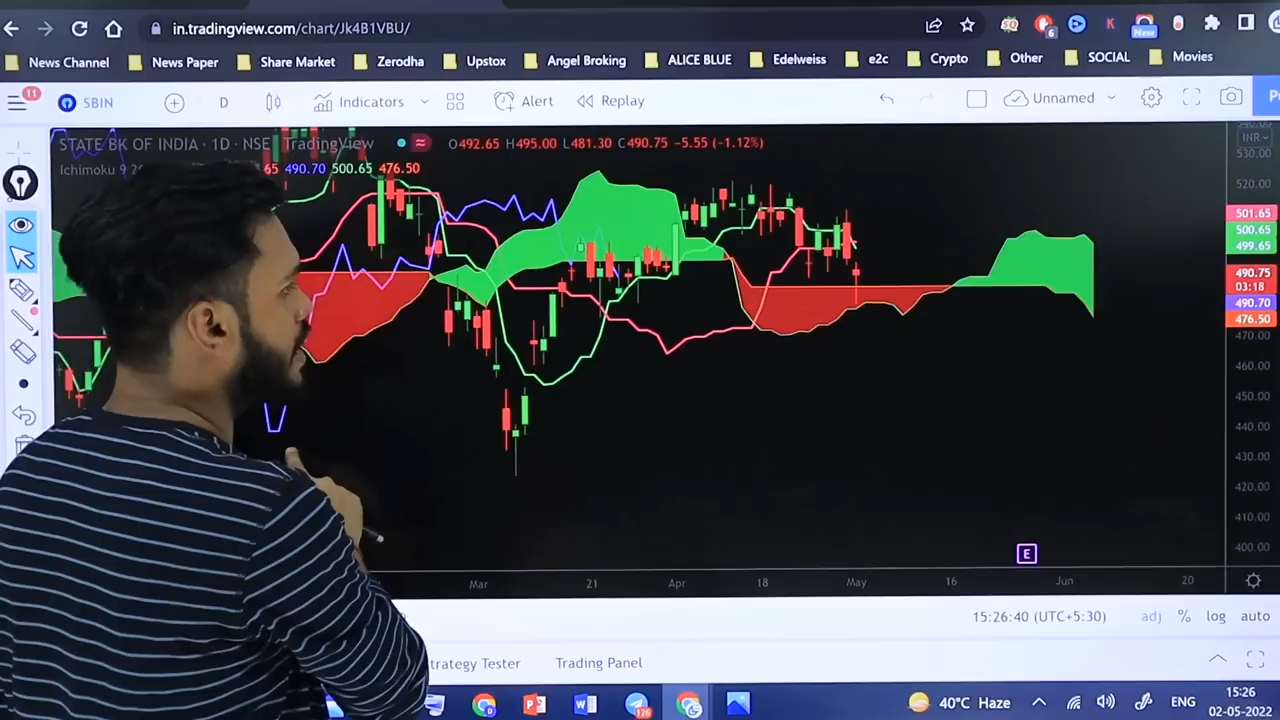 in.tradingview.com/chart/Jk4B1VBU/
6
New
News Channel News Paper Share Market Zerodha Upstox Angel Broking ALICE BLUE Edelweiss e2c Crypto Other SOCIAL Movies
11
SBIN D Indicators Alert Replay Unnamed
STATE BK OF INDIA · 1D · NSE TradingView O492.65 H495.00 L481.30 C490.75 -5.55 (-1.12%)
Ichimoku 9 26 65 490.70 500.65 476.50
INR
530.00
520.00
501.65
500.65
499.65
490.75
03:18
490.70
476.50
470.00
460.00
450.00
440.00
430.00
420.00
410.00
400.00
E
Mar 21 Apr 18 May 16 Jun 20
15:26:40 (UTC+5:30) adj % log auto
trategy Tester Trading Panel
126
40°C Haze ENG 15:26
02-05-2022